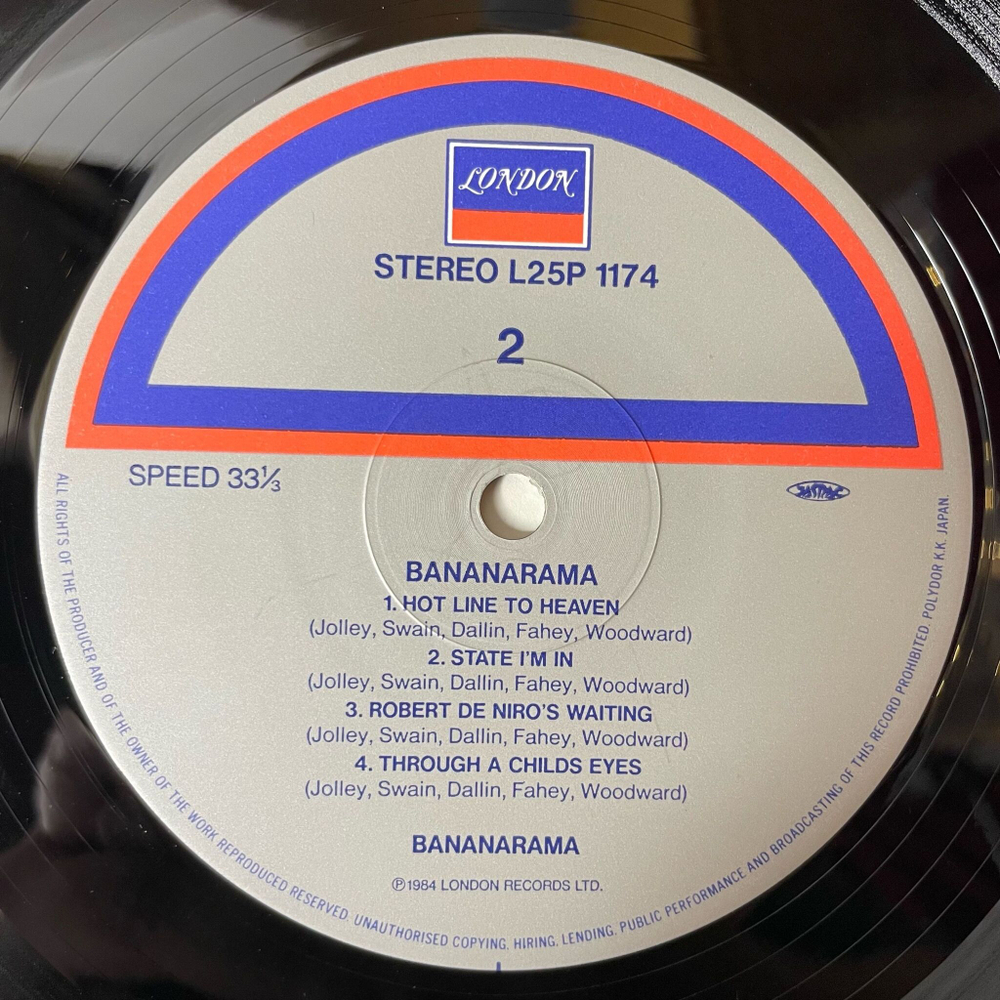 LONDON
STEREO L25P 1174
2
SPEED 33⅓
BANANARAMA
1. HOT LINE TO HEAVEN
(Jolley, Swain, Dallin, Fahey, Woodward)
2. STATE I'M IN
(Jolley, Swain, Dallin, Fahey, Woodward)
3. ROBERT DE NIRO'S WAITING
(Jolley, Swain, Dallin, Fahey, Woodward)
4. THROUGH A CHILDS EYES
(Jolley, Swain, Dallin, Fahey, Woodward)
BANANARAMA
℗1984 LONDON RECORDS LTD.
ALL RIGHTS OF THE PRODUCER AND OF THE OWNER OF THE WORK REPRODUCED RESERVED. UNAUTHORISED COPYING, HIRING, LENDING, PUBLIC PERFORMANCE AND BROADCASTING OF THIS RECORD PROHIBITED. POLYDOR K.K. JAPAN.